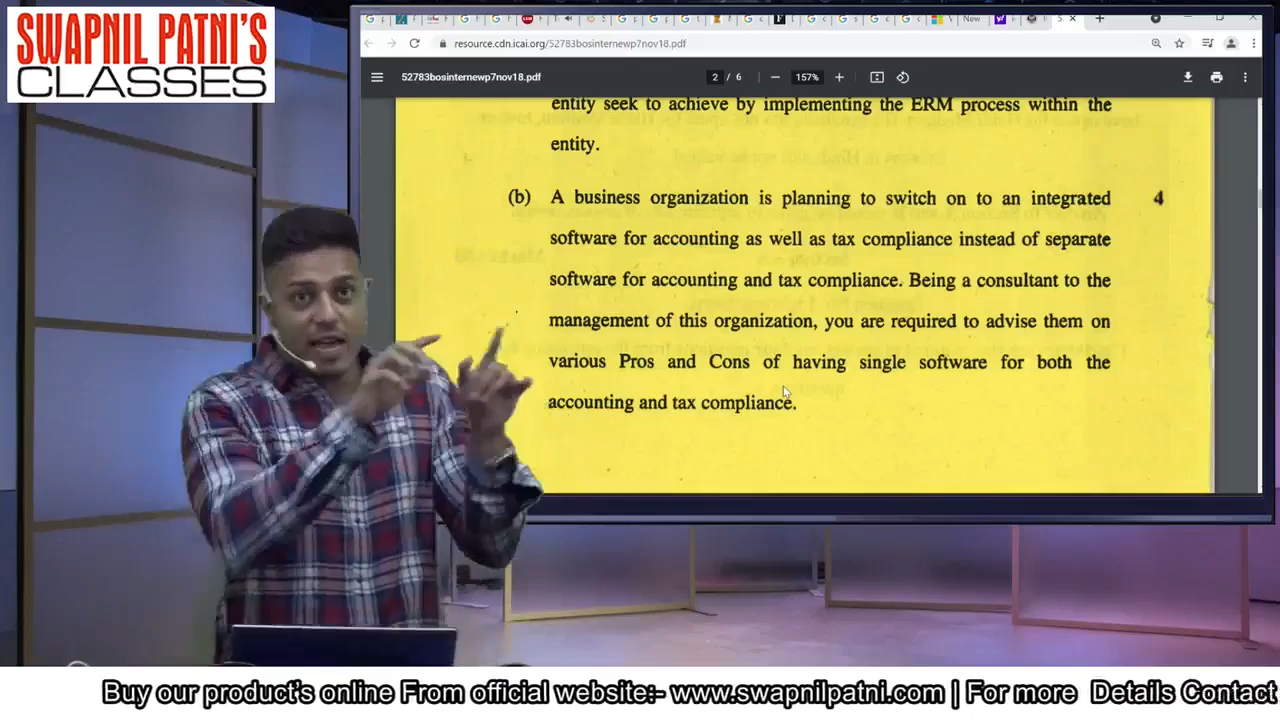 SWAPNIL PATNI'S
CLASSES
resource.cdn.icai.org/52783bosinternewp7nov18.pdf
52783bosinternewp7nov18.pdf
2 / 6
157%
entity seek to achieve by implementing the ERM process within the
entity.
(b) A business organization is planning to switch on to an integrated 4
software for accounting as well as tax compliance instead of separate
software for accounting and tax compliance. Being a consultant to the
management of this organization, you are required to advise them on
various Pros and Cons of having single software for both the
accounting and tax compliance.
Buy our product's online From official website:- www.swapnilpatni.com | For more Details Contact